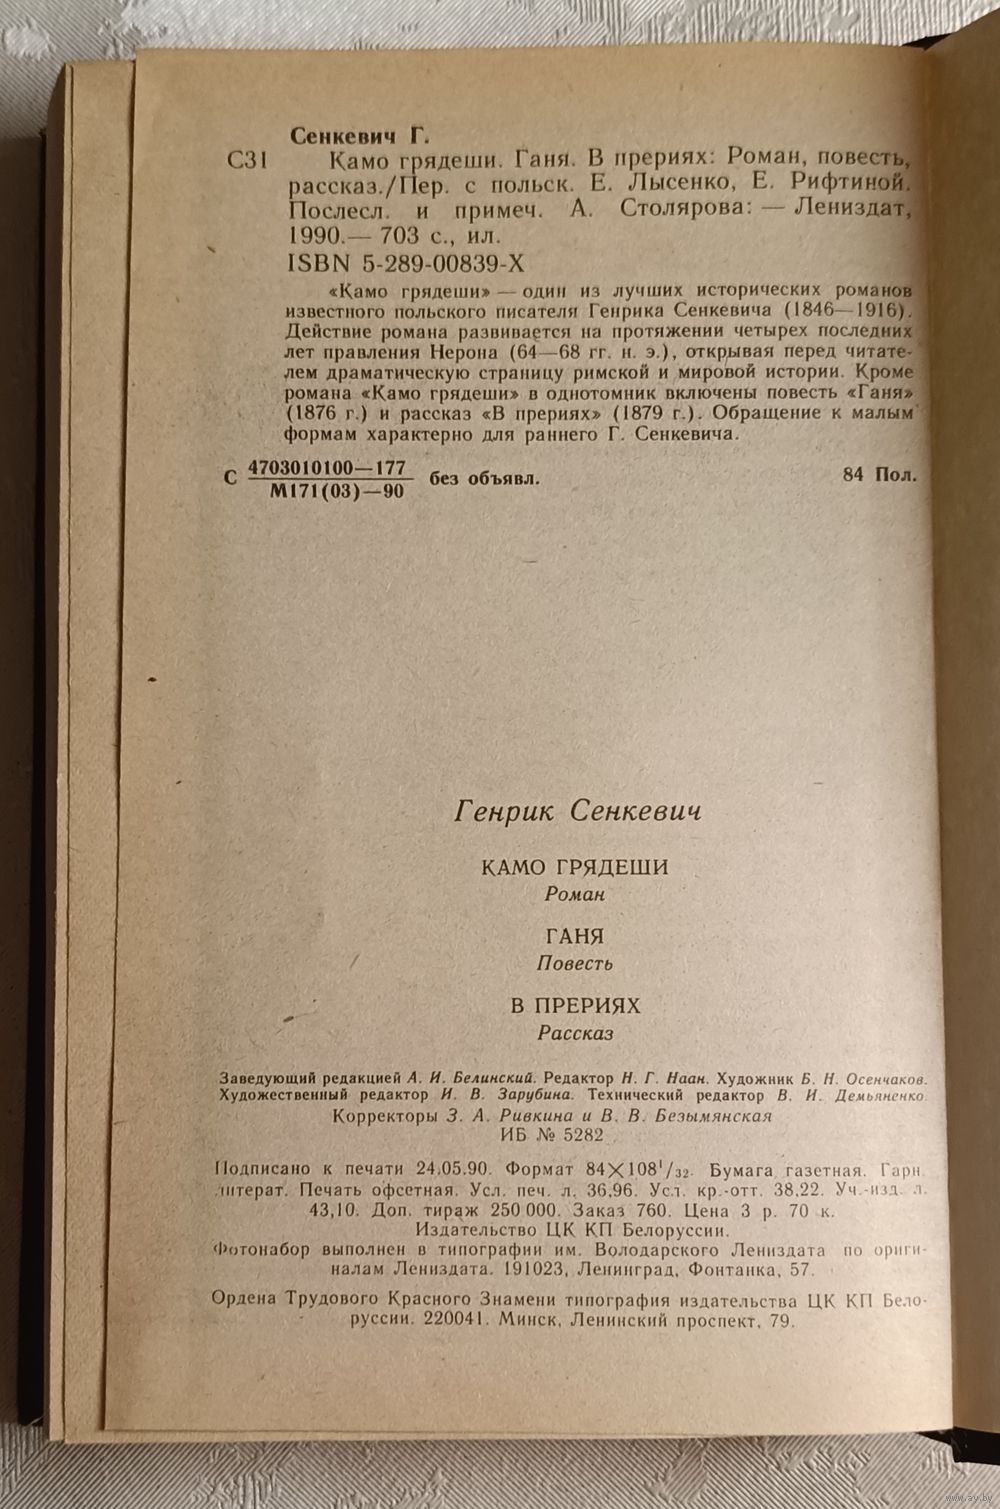 Сенкевич Г.
С31 Камо грядеши. Ганя. В прериях: Роман, повесть,
рассказ./Пер. с польск. Е. Лысенко, Е. Рифтиной.
Послесл. и примеч. А. Столярова: — Лениздат,
1990.— 703 с., ил.
ISBN 5-289-00839-X
«Камо грядеши» — один из лучших исторических романов
известного польского писателя Генрика Сенкевича (1846—1916).
Действие романа развивается на протяжении четырех последних
лет правления Нерона (64—68 гг. н. э.), открывая перед читате-
лем драматическую страницу римской и мировой истории. Кроме
романа «Камо грядеши» в однотомник включены повесть «Ганя»
(1876 г.) и рассказ «В прериях» (1879 г.). Обращение к малым
формам характерно для раннего Г. Сенкевича.
С 4703010100—177
М171(03)—90 без объявл. 84 Пол.
Генрик Сенкевич
КАМО ГРЯДЕШИ
Роман
ГАНЯ
Повесть
В ПРЕРИЯХ
Рассказ
Заведующий редакцией А. И. Белинский. Редактор Н. Г. Наан. Художник Б. Н. Осенчаков.
Художественный редактор И. В. Зарубина. Технический редактор В. И. Демьяненко.
Корректоры З. А. Ривкина и В. В. Безымянская
ИБ № 5282
Подписано к печати 24.05.90. Формат 84×108 1/32. Бумага газетная. Гарн.
литерат. Печать офсетная. Усл. печ. л. 36,96. Усл. кр.-отт. 38,22. Уч.-изд. л.
43,10. Доп. тираж 250 000. Заказ 760. Цена 3 р. 70 к.
Издательство ЦК КП Белоруссии.
Фотонабор выполнен в типографии им. Володарского Лениздата по ориги-
налам Лениздата. 191023, Ленинград, Фонтанка, 57.
Ордена Трудового Красного Знамени типография издательства ЦК КП Бело-
руссии. 220041. Минск, Ленинский проспект, 79.
www.ay.by